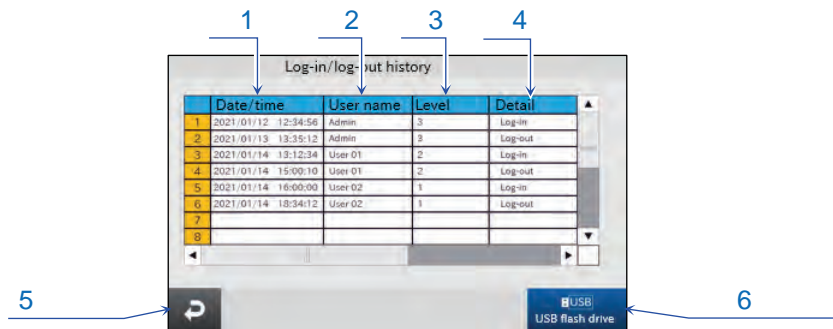 1 2 3 4
Log-in/log-out history
Date/time User name Level Detail
1 2021/01/12 12:34:56 Admin 3 Log-in
2 2021/01/13 13:35:12 Admin 3 Log-out
3 2021/01/14 13:12:34 User 01 2 Log-in
4 2021/01/14 15:00:10 User 01 2 Log-out
5 2021/01/14 16:00:00 User 02 1 Log-in
6 2021/01/14 18:34:12 User 02 1 Log-out
7
8
5 6
USB
USB flash drive